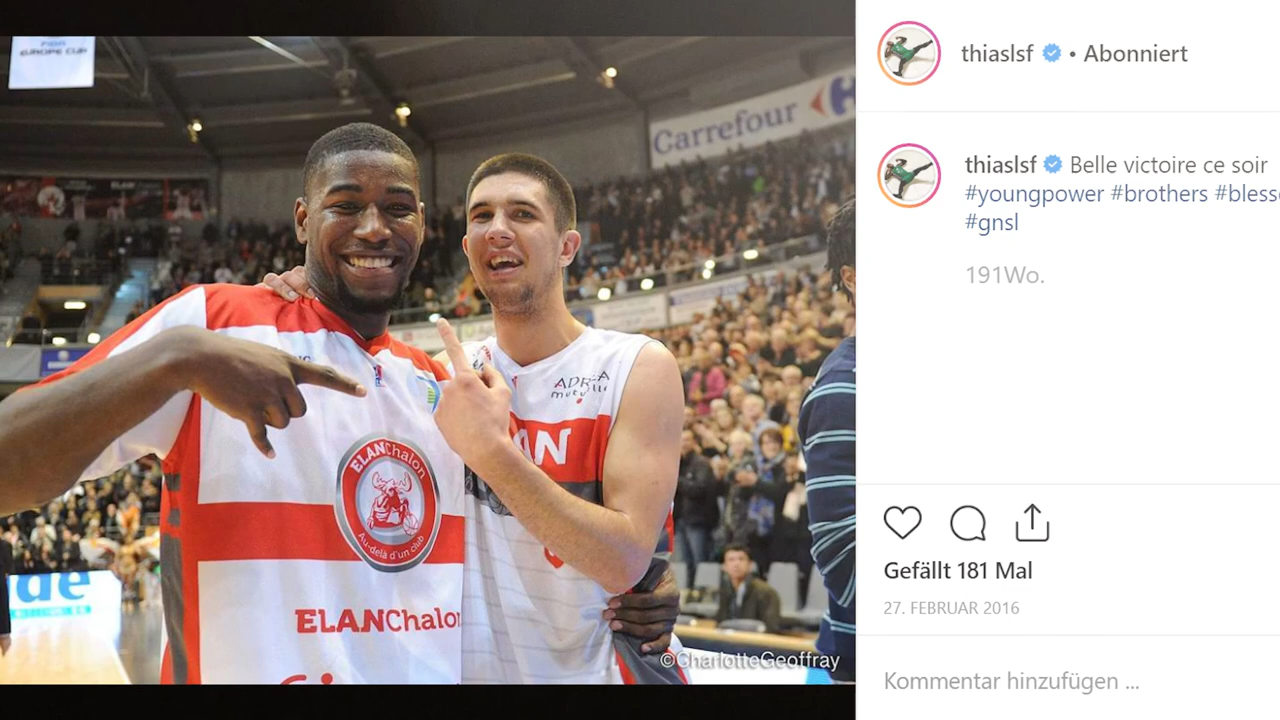 EUROPE CUP
Carrefour
ADREA
mutuelle
ELANChalon
Au-delà d'un club
ELANChalon
©CharlotteGeoffray
thiaslsf • Abonniert
thiaslsf Belle victoire ce soir
#youngpower #brothers #bless
#gnsl
191Wo.
Gefällt 181 Mal
27. FEBRUAR 2016
Kommentar hinzufügen ...